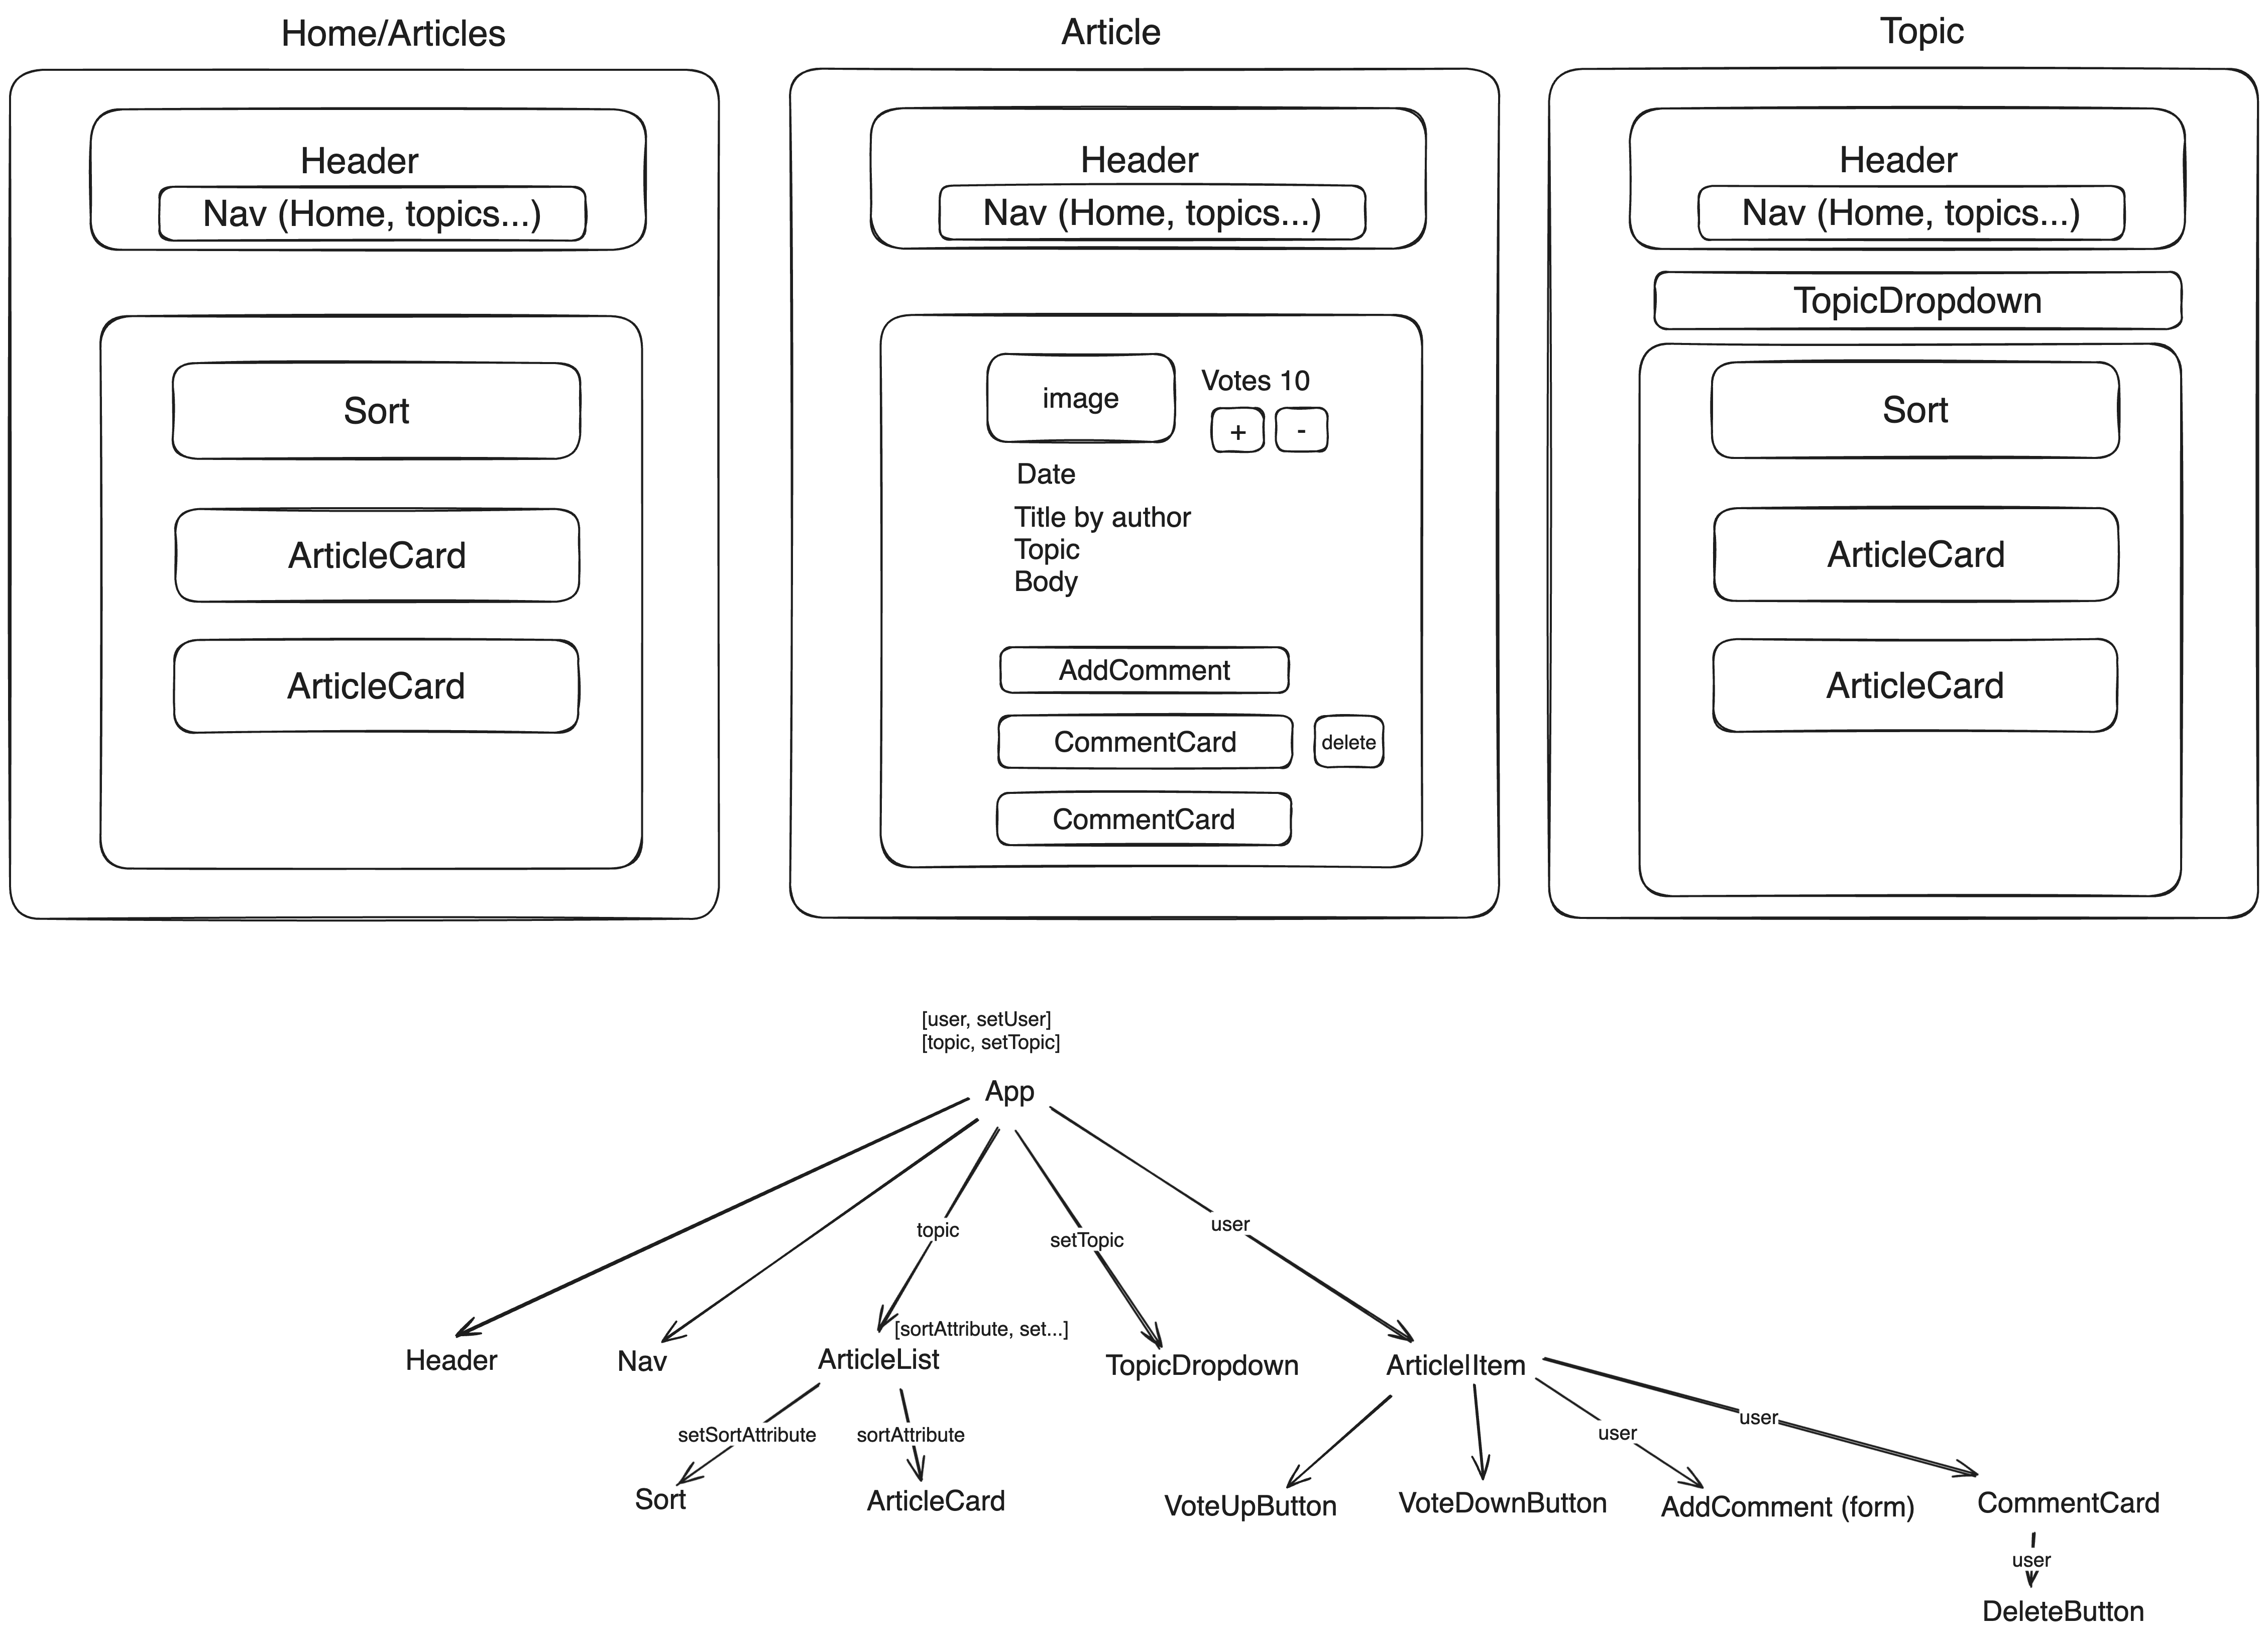 Home/Articles
Header
Nav (Home, topics...)
Sort
ArticleCard
ArticleCard
Article
Header
Nav (Home, topics...)
image
Votes 10
+
-
Date
Title by author
Topic
Body
AddComment
CommentCard
delete
CommentCard
Topic
Header
Nav (Home, topics...)
TopicDropdown
Sort
ArticleCard
ArticleCard
[user, setUser]
[topic, setTopic]
App
topic
setTopic
user
[sortAttribute, set...]
Header
Nav
ArticleList
TopicDropdown
ArticleItem
setSortAttribute
sortAttribute
user
user
Sort
ArticleCard
VoteUpButton
VoteDownButton
AddComment (form)
CommentCard
user
DeleteButton